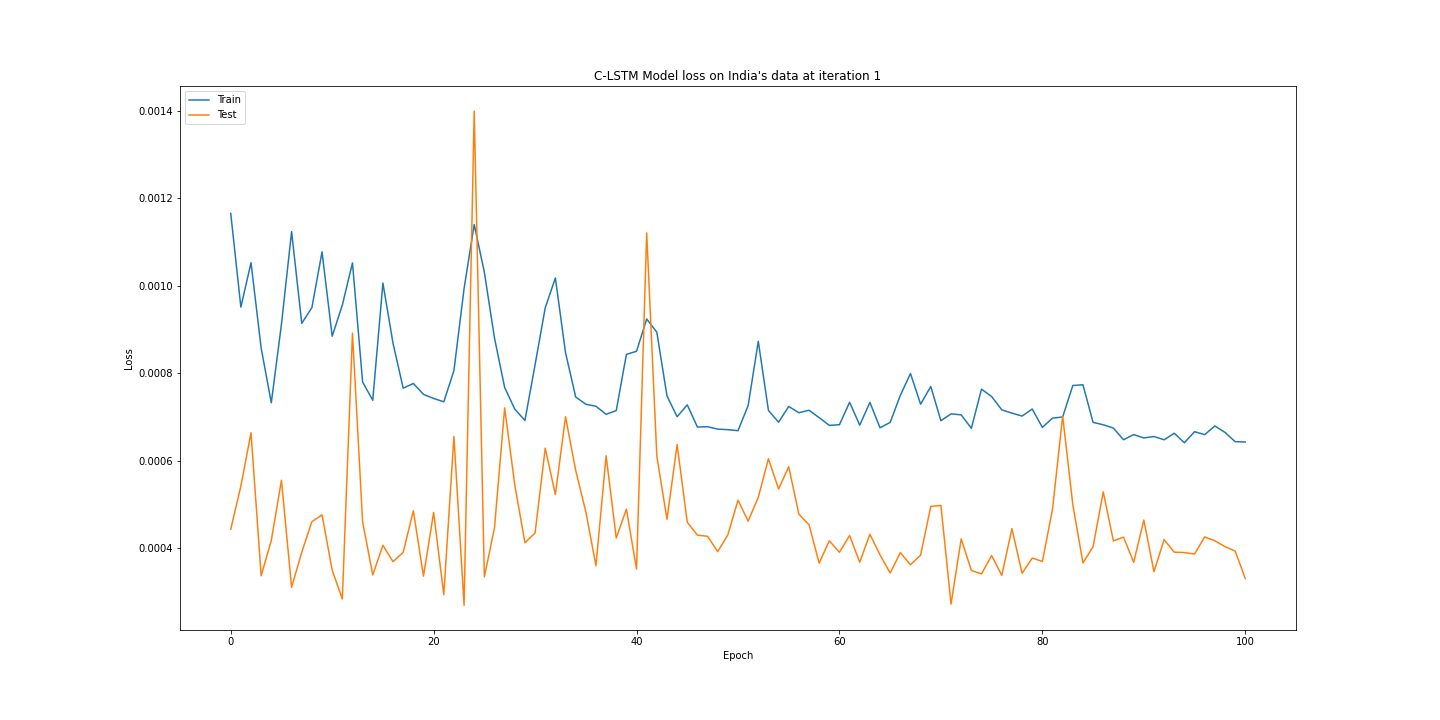 C-LSTM Model loss on India's data at iteration 1
Train
Test
0.0014
0.0012
0.0010
0.0008
0.0006
0.0004
Loss
0 20 40 60 80 100
Epoch